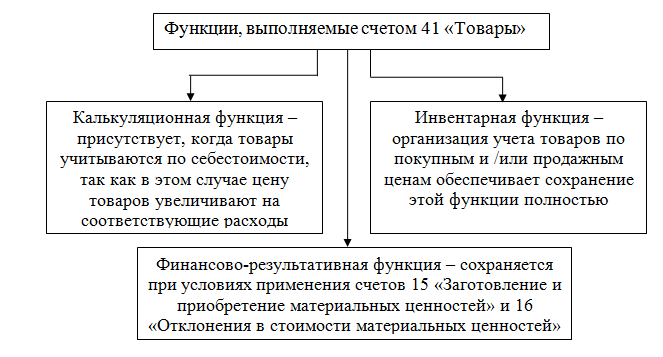 Функции, выполняемые счетом 41 «Товары»
Калькуляционная функция –
присутствует, когда товары
учитываются по себестоимости,
так как в этом случае цену
товаров увеличивают на
соответствующие расходы
Инвентарная функция –
организация учета товаров по
покупным и /или продажным
ценам обеспечивает сохранение
этой функции полностью
Финансово-результативная функция – сохраняется
при условиях применения счетов 15 «Заготовление и
приобретение материальных ценностей» и 16
«Отклонения в стоимости материальных ценностей»